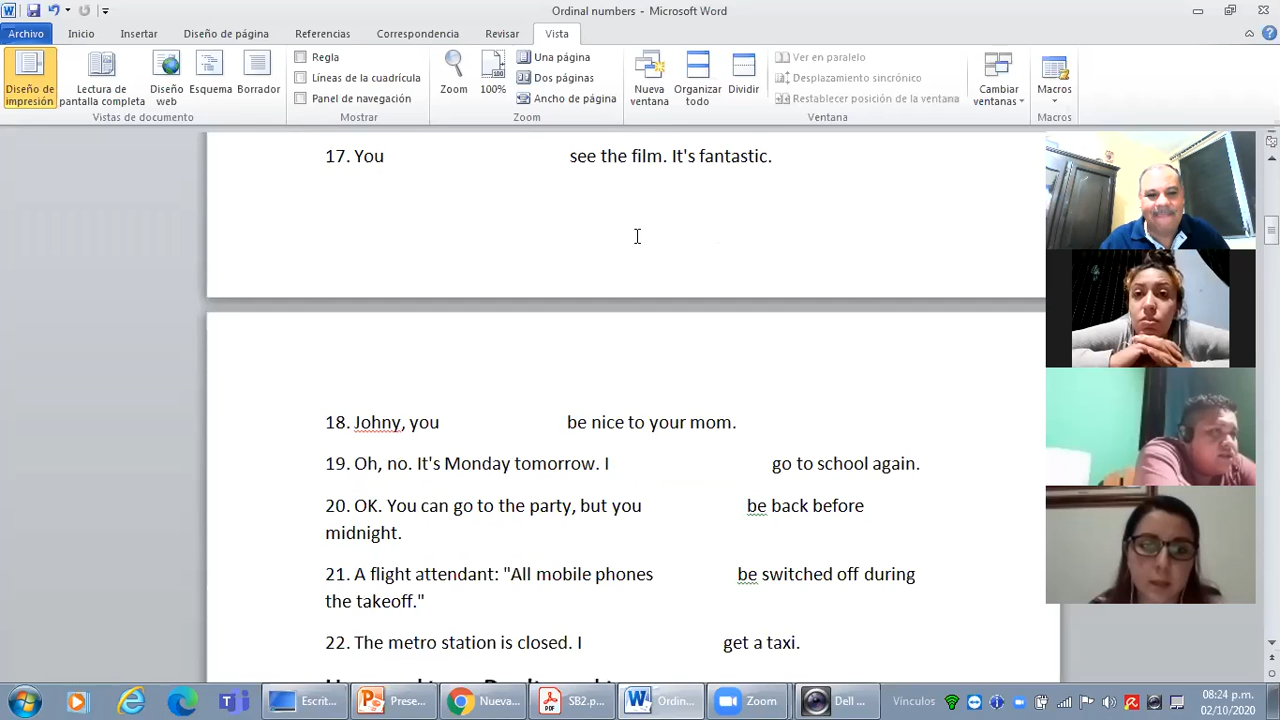 Ordinal numbers - Microsoft Word
Archivo Inicio Insertar Diseño de página Referencias Correspondencia Revisar Vista
Diseño de impresión
Lectura de pantalla completa
Diseño web
Esquema
Borrador
Vistas de documento
Regla
Líneas de la cuadrícula
Panel de navegación
Mostrar
Zoom
100%
Una página
Dos páginas
Ancho de página
Zoom
Nueva ventana
Organizar todo
Dividir
Ver en paralelo
Desplazamiento sincrónico
Restablecer posición de la ventana
Ventana
Cambiar ventanas
Macros
Macros
17. You see the film. It's fantastic.
18. Johny, you be nice to your mom.
19. Oh, no. It's Monday tomorrow. I go to school again.
20. OK. You can go to the party, but you be back before
midnight.
21. A flight attendant: "All mobile phones be switched off during
the takeoff."
22. The metro station is closed. I get a taxi.
Escrit... Prese... Nueva... SB2.p... Ordin... Zoom Dell ... Vínculos
08:24 p.m.
02/10/2020